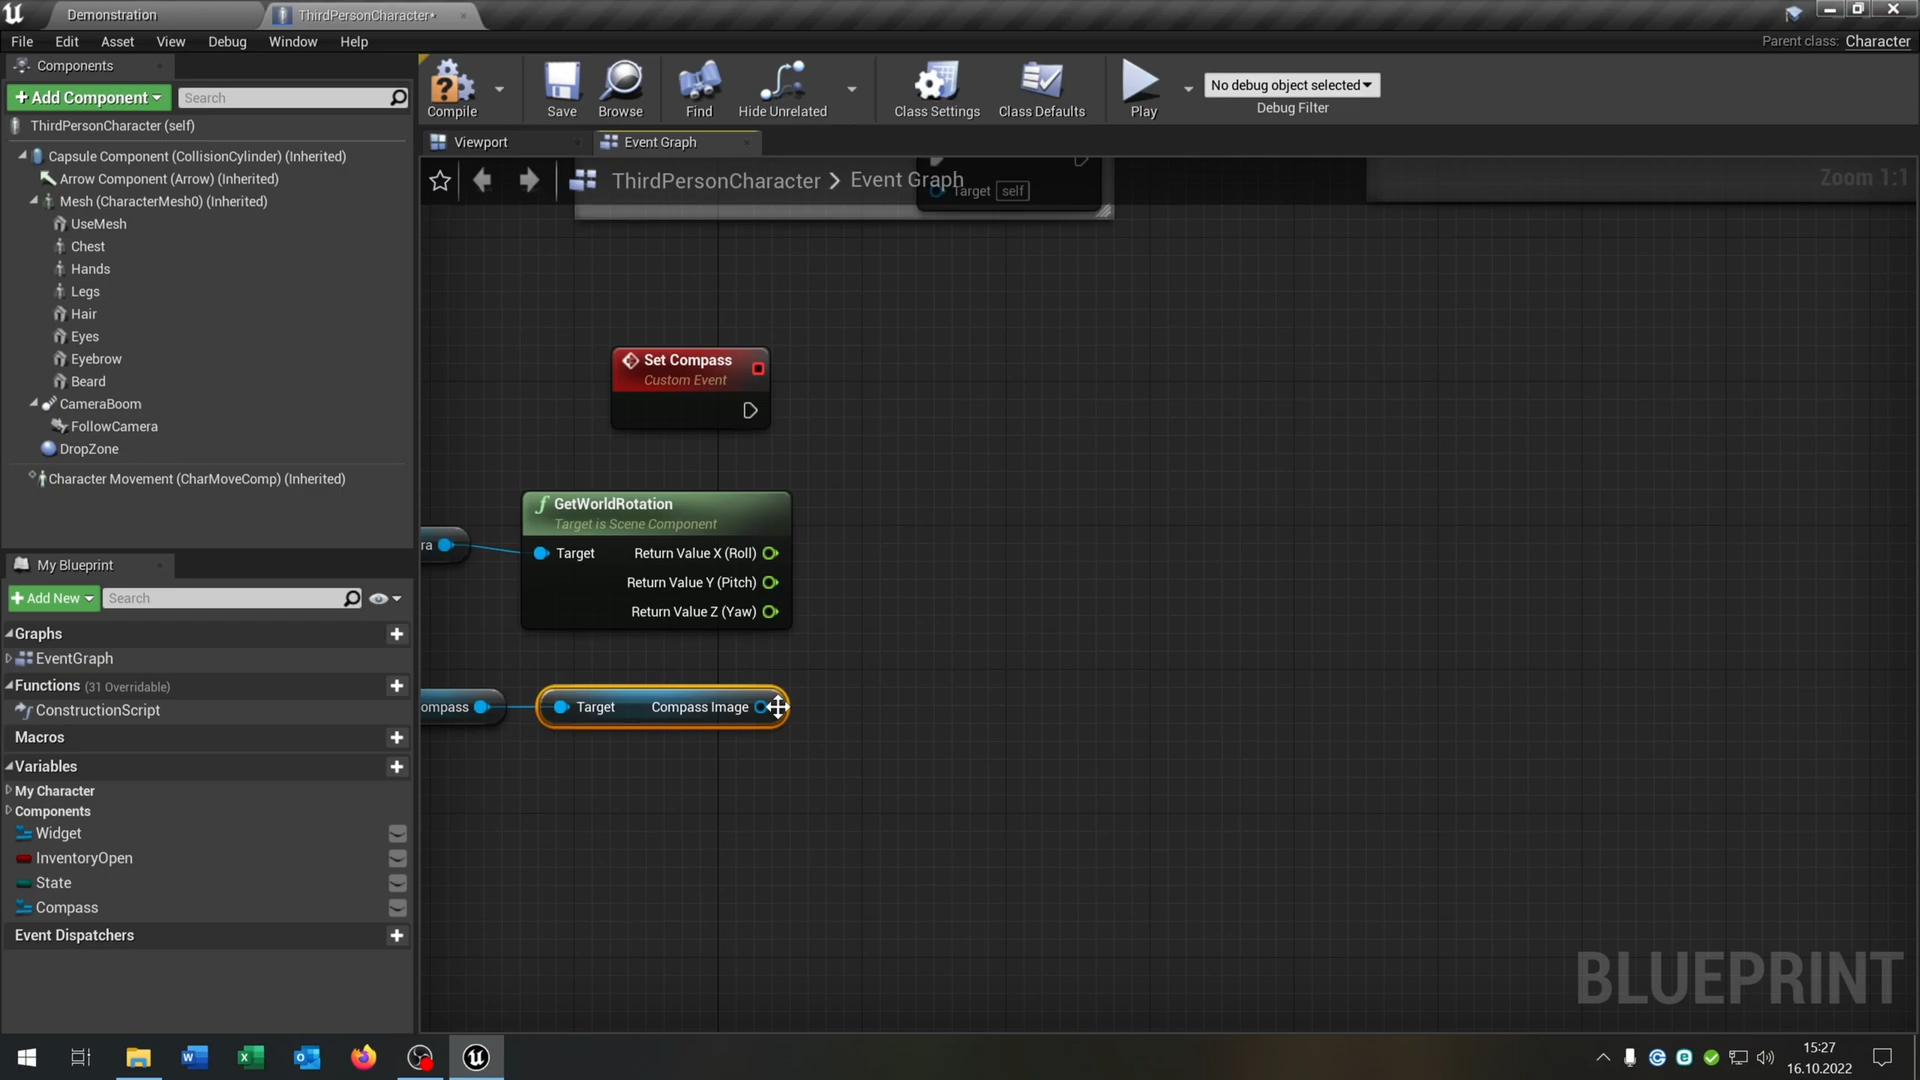 Demonstration
ThirdPersonCharacter*
File Edit Asset View Debug Window Help
Parent class: Character
Components
+ Add Component
Search
ThirdPersonCharacter (self)
Capsule Component (CollisionCylinder) (Inherited)
Arrow Component (Arrow) (Inherited)
Mesh (CharacterMesh0) (Inherited)
UseMesh
Chest
Hands
Legs
Hair
Eyes
Eyebrow
Beard
CameraBoom
FollowCamera
DropZone
Character Movement (CharMoveComp) (Inherited)
Compile
Save
Browse
Find
Hide Unrelated
Class Settings
Class Defaults
Play
No debug object selected
Debug Filter
Viewport
Event Graph
ThirdPersonCharacter > Event Graph
Zoom 1:1
Target self
Set Compass
Custom Event
GetWorldRotation
Target is Scene Component
ra
Target
Return Value X (Roll)
Return Value Y (Pitch)
Return Value Z (Yaw)
ompass
Target
Compass Image
BLUEPRINT
My Blueprint
+ Add New
Search
Graphs
EventGraph
Functions (31 Overridable)
ConstructionScript
Macros
Variables
My Character
Components
Widget
InventoryOpen
State
Compass
Event Dispatchers
15:27
16.10.2022